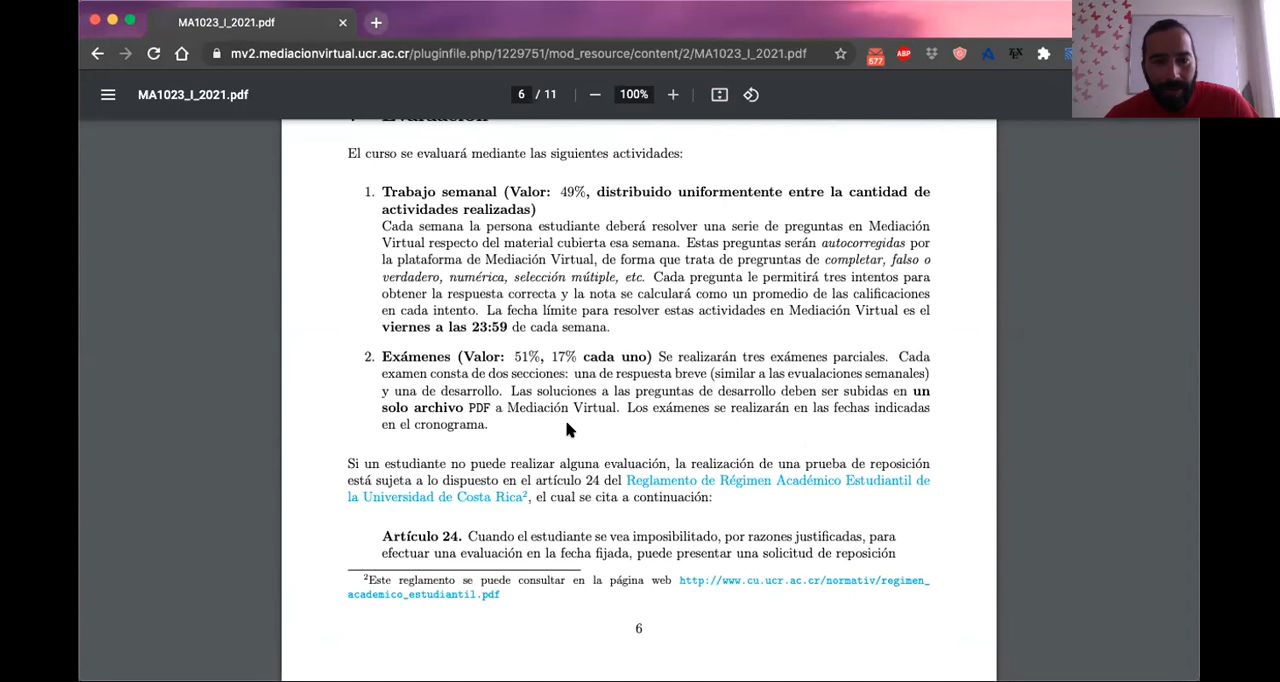 MA1023_I_2021.pdf
mv2.mediacionvirtual.ucr.ac.cr/pluginfile.php/1229751/mod_resource/content/2/MA1023_I_2021.pdf
577
ABP
MA1023_I_2021.pdf
6 / 11
100%
Evaluación
El curso se evaluará mediante las siguientes actividades:
1. Trabajo semanal (Valor: 49%, distribuido uniformentente entre la cantidad de
actividades realizadas)
Cada semana la persona estudiante deberá resolver una serie de preguntas en Mediación
Virtual respecto del material cubierta esa semana. Estas preguntas serán autocorregidas por
la plataforma de Mediación Virtual, de forma que trata de pregruntas de completar, falso o
verdadero, numérica, selección mútiple, etc. Cada pregunta le permitirá tres intentos para
obtener la respuesta correcta y la nota se calculará como un promedio de las calificaciones
en cada intento. La fecha límite para resolver estas actividades en Mediación Virtual es el
viernes a las 23:59 de cada semana.
2. Exámenes (Valor: 51%, 17% cada uno) Se realizarán tres exámenes parciales. Cada
examen consta de dos secciones: una de respuesta breve (similar a las evualaciones semanales)
y una de desarrollo. Las soluciones a las preguntas de desarrollo deben ser subidas en un
solo archivo PDF a Mediación Virtual. Los exámenes se realizarán en las fechas indicadas
en el cronograma.
Si un estudiante no puede realizar alguna evaluación, la realización de una prueba de reposición
está sujeta a lo dispuesto en el artículo 24 del Reglamento de Régimen Académico Estudiantil de
la Universidad de Costa Rica2, el cual se cita a continuación:
Artículo 24. Cuando el estudiante se vea imposibilitado, por razones justificadas, para
efectuar una evaluación en la fecha fijada, puede presentar una solicitud de reposición
2Este reglamento se puede consultar en la página web http://www.cu.ucr.ac.cr/normativ/regimen_
academico_estudiantil.pdf
6